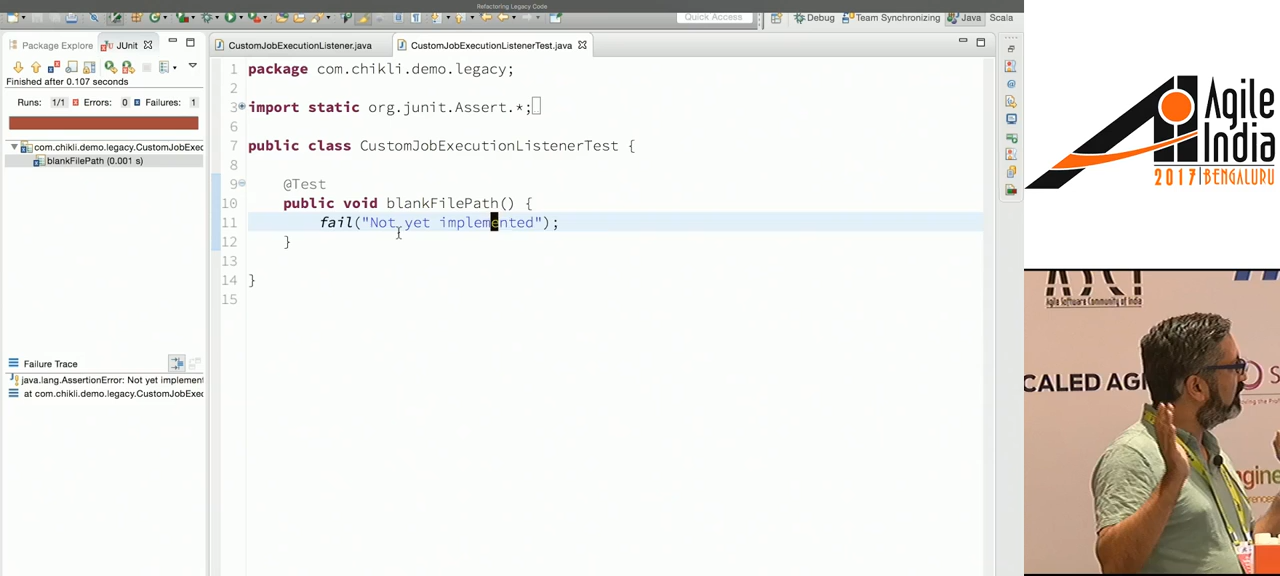 Refactoring Legacy Code
Quick Access
Debug
Team Synchronizing
Java
Scala
Package Explorer
JUnit
CustomJobExecutionListener.java
CustomJobExecutionListenerTest.java
Finished after 0.107 seconds
Runs: 1/1
Errors: 0
Failures: 1
com.chikli.demo.legacy.CustomJobExec
blankFilePath (0.001 s)
1 package com.chikli.demo.legacy;
2
3 import static org.junit.Assert.*;
6
7 public class CustomJobExecutionListenerTest {
8
9 @Test
10 public void blankFilePath() {
11 fail("Not yet implemented");
12 }
13
14 }
15
Failure Trace
java.lang.AssertionError: Not yet implement
at com.chikli.demo.legacy.CustomJobExec
Agile
India
2017 | BENGALURU
Agile Software Community of India
CALED AG
S
engine